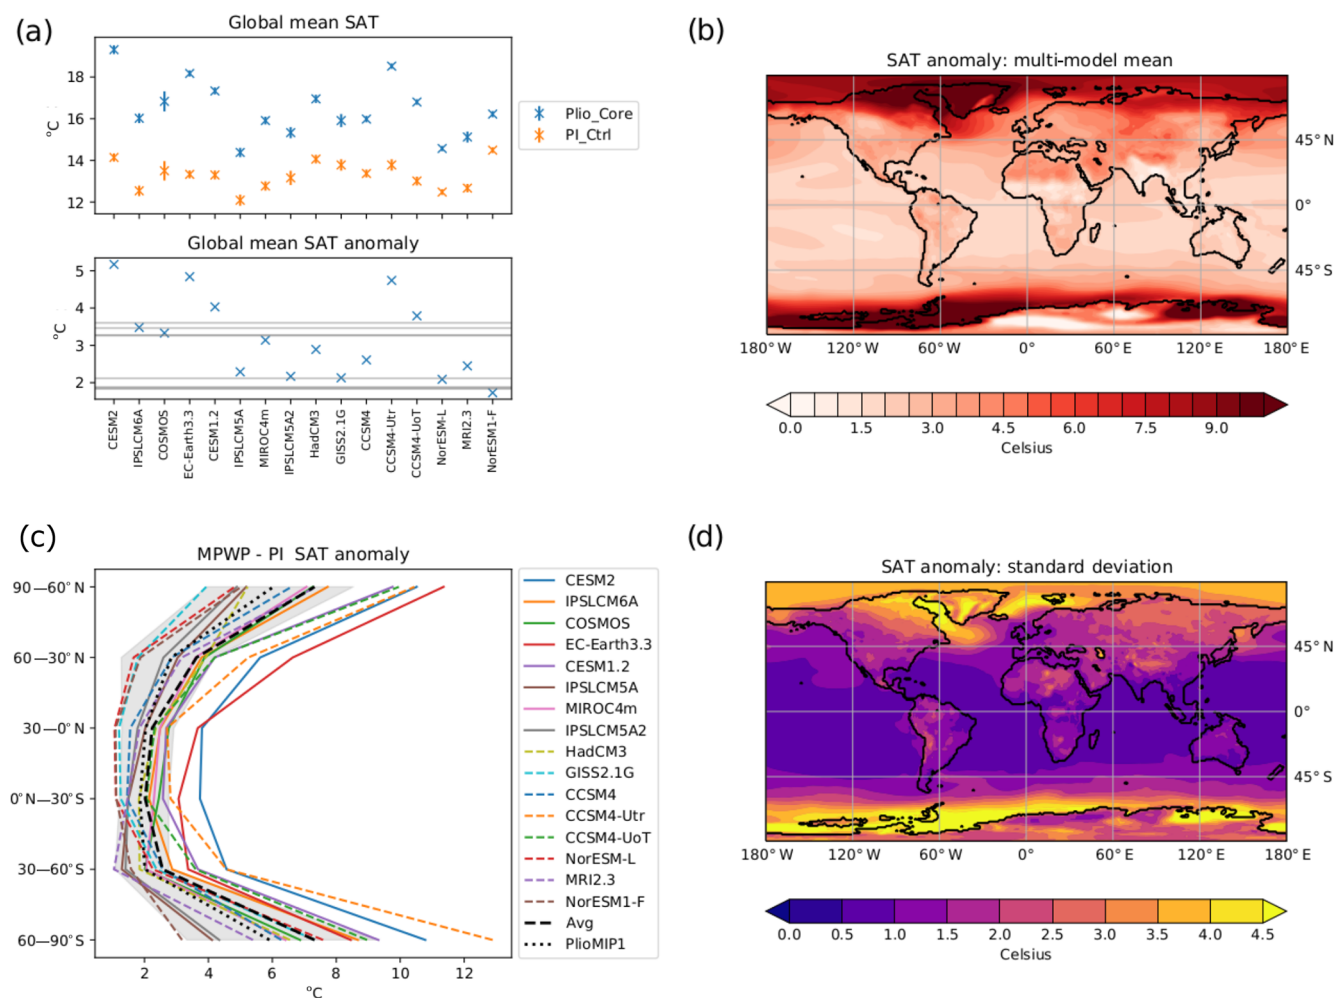 (a)
Global mean SAT
°C
18
16
14
12
Plio_Core
PI_Ctrl
Global mean SAT anomaly
°C
5
4
3
2
CESM2
IPSLCM6A
COSMOS
EC-Earth3.3
CESM1.2
IPSLCM5A
MIROC4m
IPSLCM5A2
HadCM3
GISS2.1G
CCSM4
CCSM4-Utr
CCSM4-UoT
NorESM-L
MRI2.3
NorESM1-F
(b)
SAT anomaly: multi-model mean
45°N
0°
45°S
180°W 120°W 60°W 0° 60°E 120°E 180°E
0.0 1.5 3.0 4.5 6.0 7.5 9.0
Celsius
(c)
MPWP - PI SAT anomaly
90—60°N
60—30°N
30—0°N
0°N—30°S
30—60°S
60—90°S
2 4 6 8 10 12
°C
CESM2
IPSLCM6A
COSMOS
EC-Earth3.3
CESM1.2
IPSLCM5A
MIROC4m
IPSLCM5A2
HadCM3
GISS2.1G
CCSM4
CCSM4-Utr
CCSM4-UoT
NorESM-L
MRI2.3
NorESM1-F
Avg
PlioMIP1
(d)
SAT anomaly: standard deviation
45°N
0°
45°S
180°W 120°W 60°W 0° 60°E 120°E 180°E
0.0 0.5 1.0 1.5 2.0 2.5 3.0 3.5 4.0 4.5
Celsius